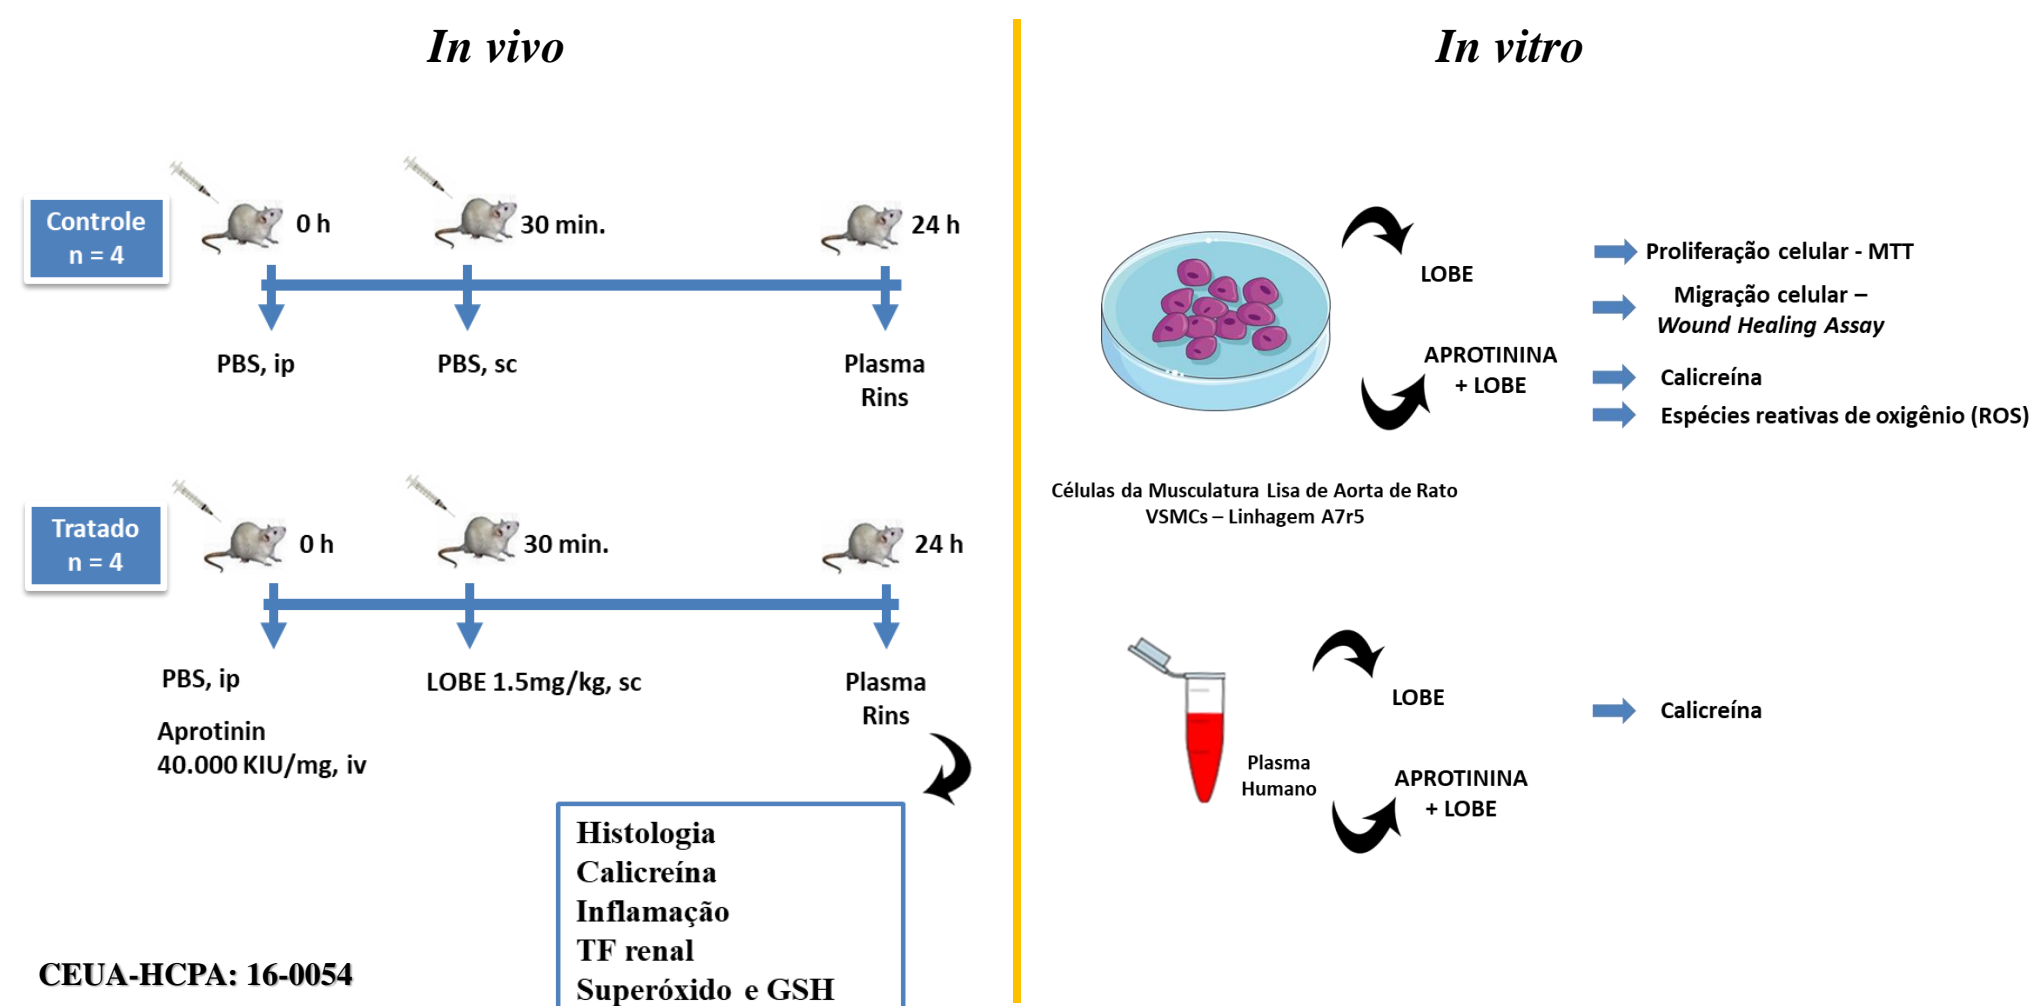 In vivo
Controle
n = 4
0 h
30 min.
24 h
PBS, ip
PBS, sc
Plasma
Rins
Tratado
n = 4
0 h
30 min.
24 h
PBS, ip
Aprotinin
40.000 KIU/mg, iv
LOBE 1.5mg/kg, sc
Plasma
Rins
Histologia
Calicreína
Inflamação
TF renal
Superóxido e GSH
CEUA-HCPA: 16-0054
In vitro
LOBE
APROTININA
+ LOBE
Proliferação celular - MTT
Migração celular –
Wound Healing Assay
Calicreína
Espécies reativas de oxigênio (ROS)
Células da Musculatura Lisa de Aorta de Rato
VSMCs – Linhagem A7r5
Plasma
Humano
LOBE
APROTININA
+ LOBE
Calicreína